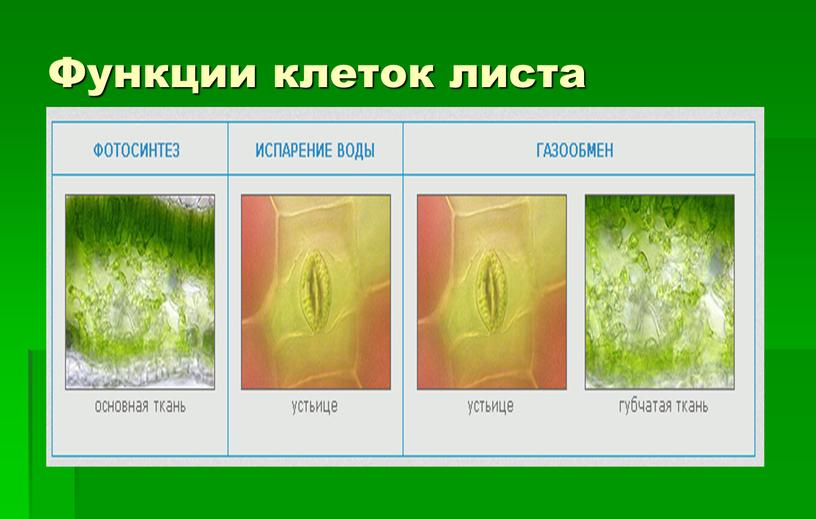 Функции клеток листа
ФОТОСИНТЕЗ
ИСПАРЕНИЕ ВОДЫ
ГАЗООБМЕН
основная ткань
устьице
устьице
губчатая ткань